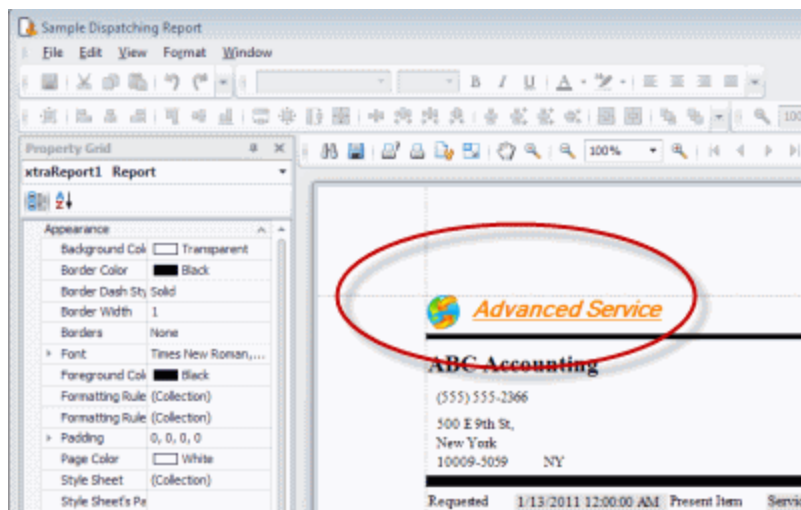 Sample Dispatching Report
File Edit View Format Window
B I U A
100
Property Grid
100%
xtraReport1 Report
Appearance
Background Col Transparent
Border Color Black
Border Dash Sty Solid
Border Width 1
Borders None
Font Times New Roman,...
Foreground Col Black
Formatting Rule (Collection)
Formatting Rule (Collection)
Padding 0, 0, 0, 0
Page Color White
Style Sheet (Collection)
Style Sheet's Pa
Advanced Service
ABC Accounting
(555) 555-2366
500 E 9th St,
New York
10009-5059 NY
Requested 1/13/2011 12:00:00 AM Present Item Servic